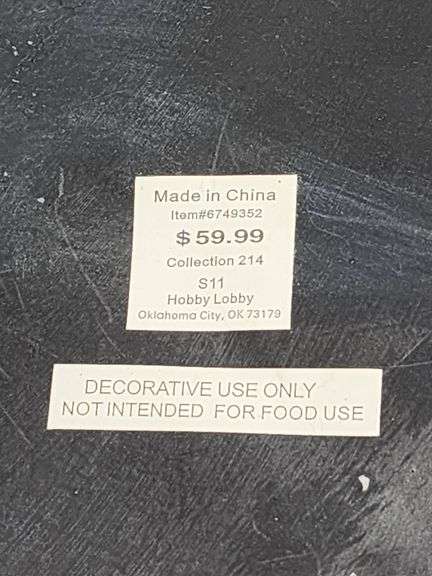 Made in China
Item#6749352
$59.99
Collection 214
S11
Hobby Lobby
Oklahoma City, OK 73179
DECORATIVE USE ONLY
NOT INTENDED FOR FOOD USE